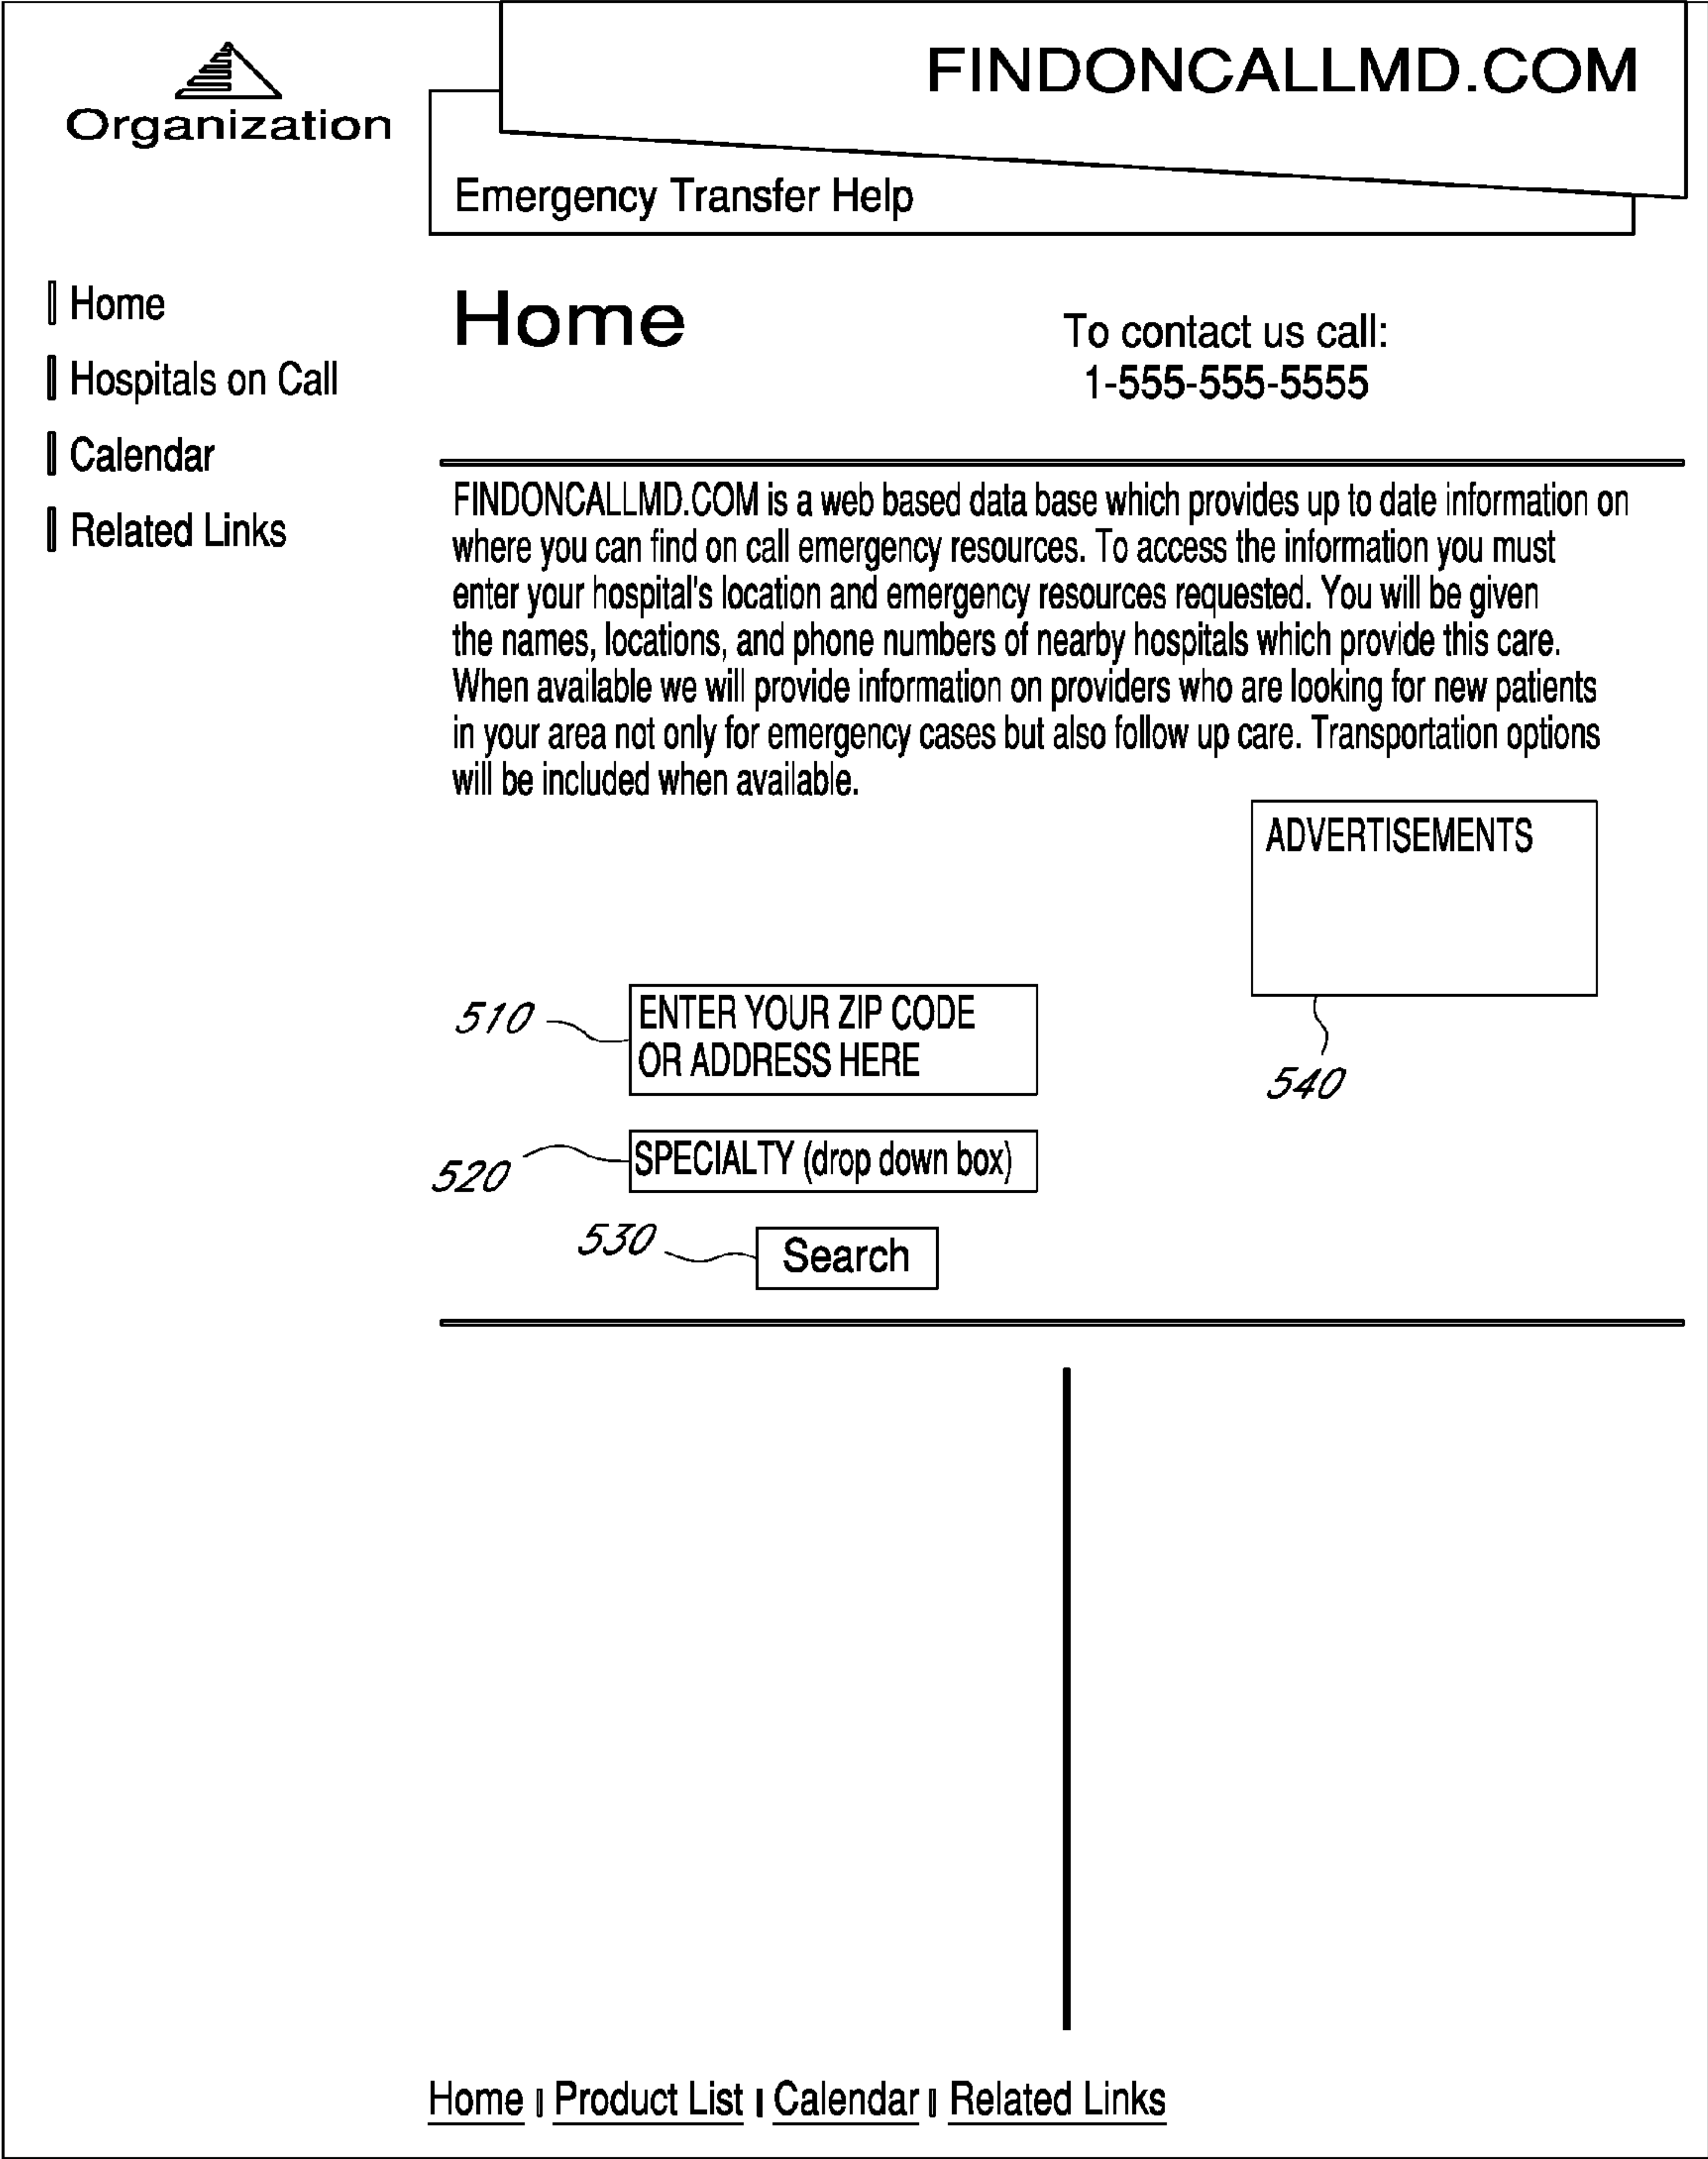 FINDONCALLMD.COM
Organization
Emergency Transfer Help
Home
Hospitals on Call
Calendar
Related Links
Home
To contact us call:
1-555-555-5555
FINDONCALLMD.COM is a web based data base which provides up to date information on
where you can find on call emergency resources. To access the information you must
enter your hospital's location and emergency resources requested. You will be given
the names, locations, and phone numbers of nearby hospitals which provide this care.
When available we will provide information on providers who are looking for new patients
in your area not only for emergency cases but also follow up care. Transportation options
will be included when available.
ADVERTISEMENTS
540
510
ENTER YOUR ZIP CODE
OR ADDRESS HERE
520
SPECIALTY (drop down box)
530
Search
Home Product List Calendar Related Links